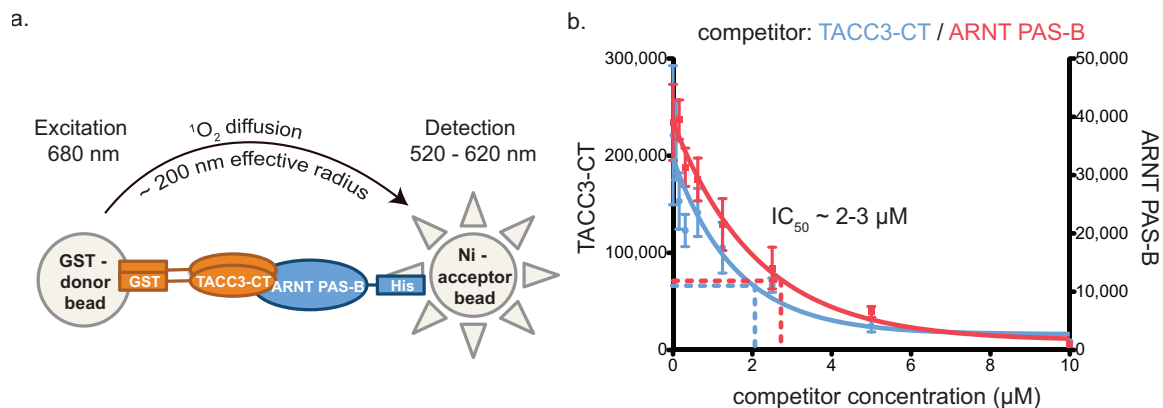 a.
Excitation
680 nm
¹O₂ diffusion
~ 200 nm effective radius
Detection
520 - 620 nm
GST -
donor
bead
GST
TACC3-CT
ARNT PAS-B
His
Ni -
acceptor
bead
b.
competitor: TACC3-CT / ARNT PAS-B
TACC3-CT
300,000
200,000
100,000
0
IC₅₀ ~ 2-3 µM
50,000
40,000
30,000
20,000
10,000
0
ARNT PAS-B
0 2 4 6 8 10
competitor concentration (µM)